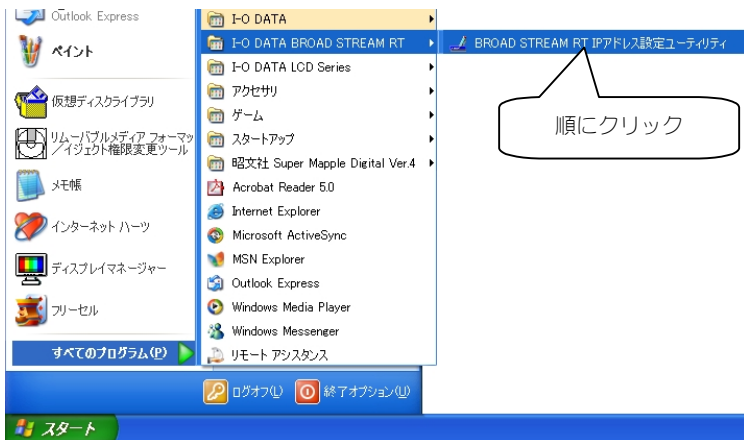 Outlook Express
ペイント
仮想ディスクライブラリ
リムーバブルメディア フォーマッ
／イジェクト権限変更ツール
メモ帳
インターネット ハーツ
ディスプレイマネージャー
フリーセル
すべてのプログラム(P)
I-O DATA
I-O DATA BROAD STREAM RT
I-O DATA LCD Series
アクセサリ
ゲーム
スタートアップ
昭文社 Super Mapple Digital Ver.4
Acrobat Reader 5.0
Internet Explorer
Microsoft ActiveSync
MSN Explorer
Outlook Express
Windows Media Player
Windows Messenger
リモート アシスタンス
BROAD STREAM RT IPアドレス設定ユーティリティ
順にクリック
ログオフ(L)
終了オプション(U)
スタート